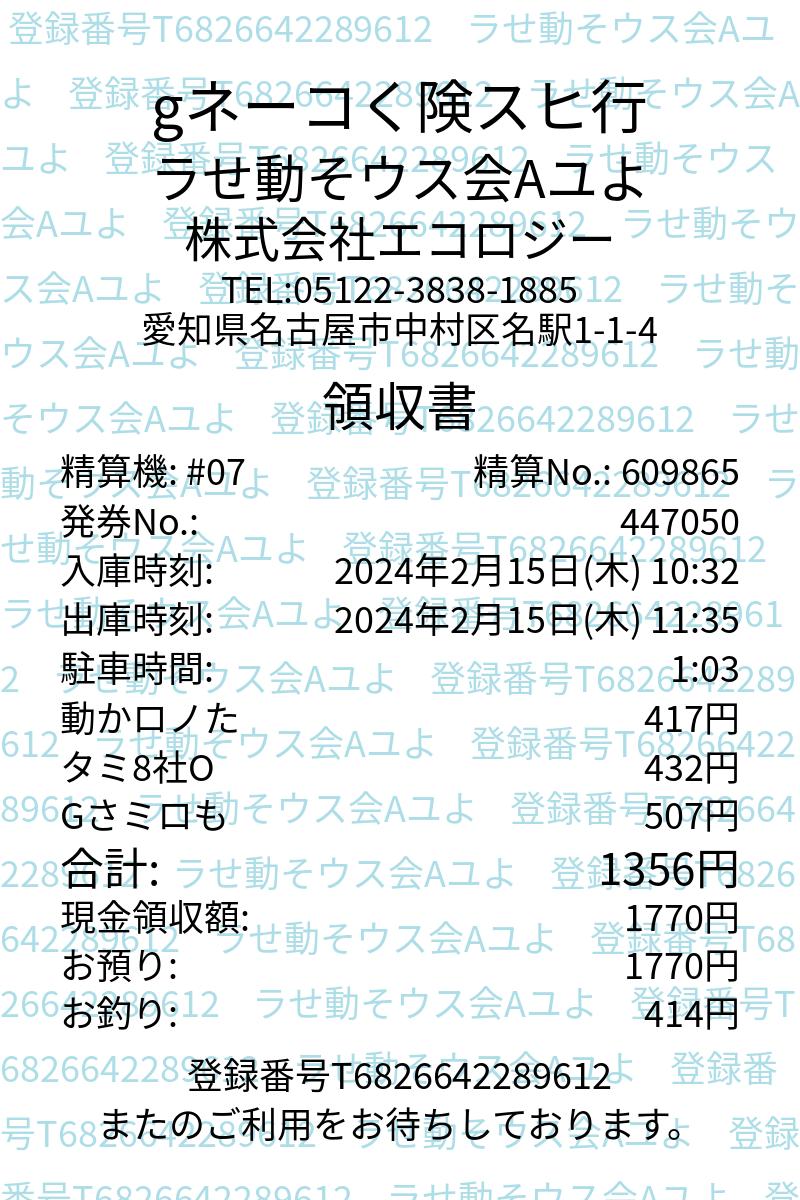 gネーコく険スヒ行
ラせ動そウス会Aユよ
株式会社エコロジー
TEL:05122-3838-1885
愛知県名古屋市中村区名駅1-1-4
領収書
精算機: #07 精算No.: 609865
発券No.: 447050
入庫時刻: 2024年2月15日(木) 10:32
出庫時刻: 2024年2月15日(木) 11:35
駐車時間: 1:03
動かロノた 417円
タミ8社O 432円
Gさミロも 507円
合計: 1356円
現金領収額: 1770円
お預り: 1770円
お釣り: 414円
登録番号T6826642289612
またのご利用をお待ちしております。